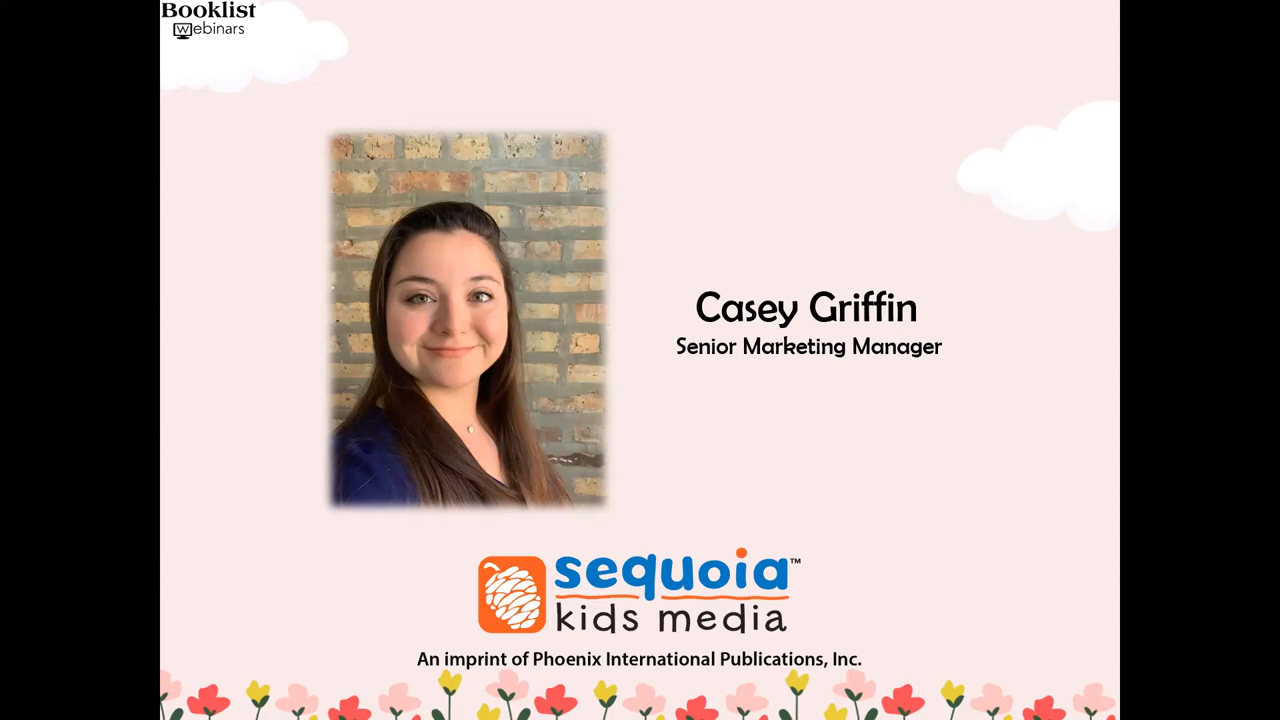 Booklist
Webinars
Casey Griffin
Senior Marketing Manager
sequoia™
kids media
An imprint of Phoenix International Publications, Inc.